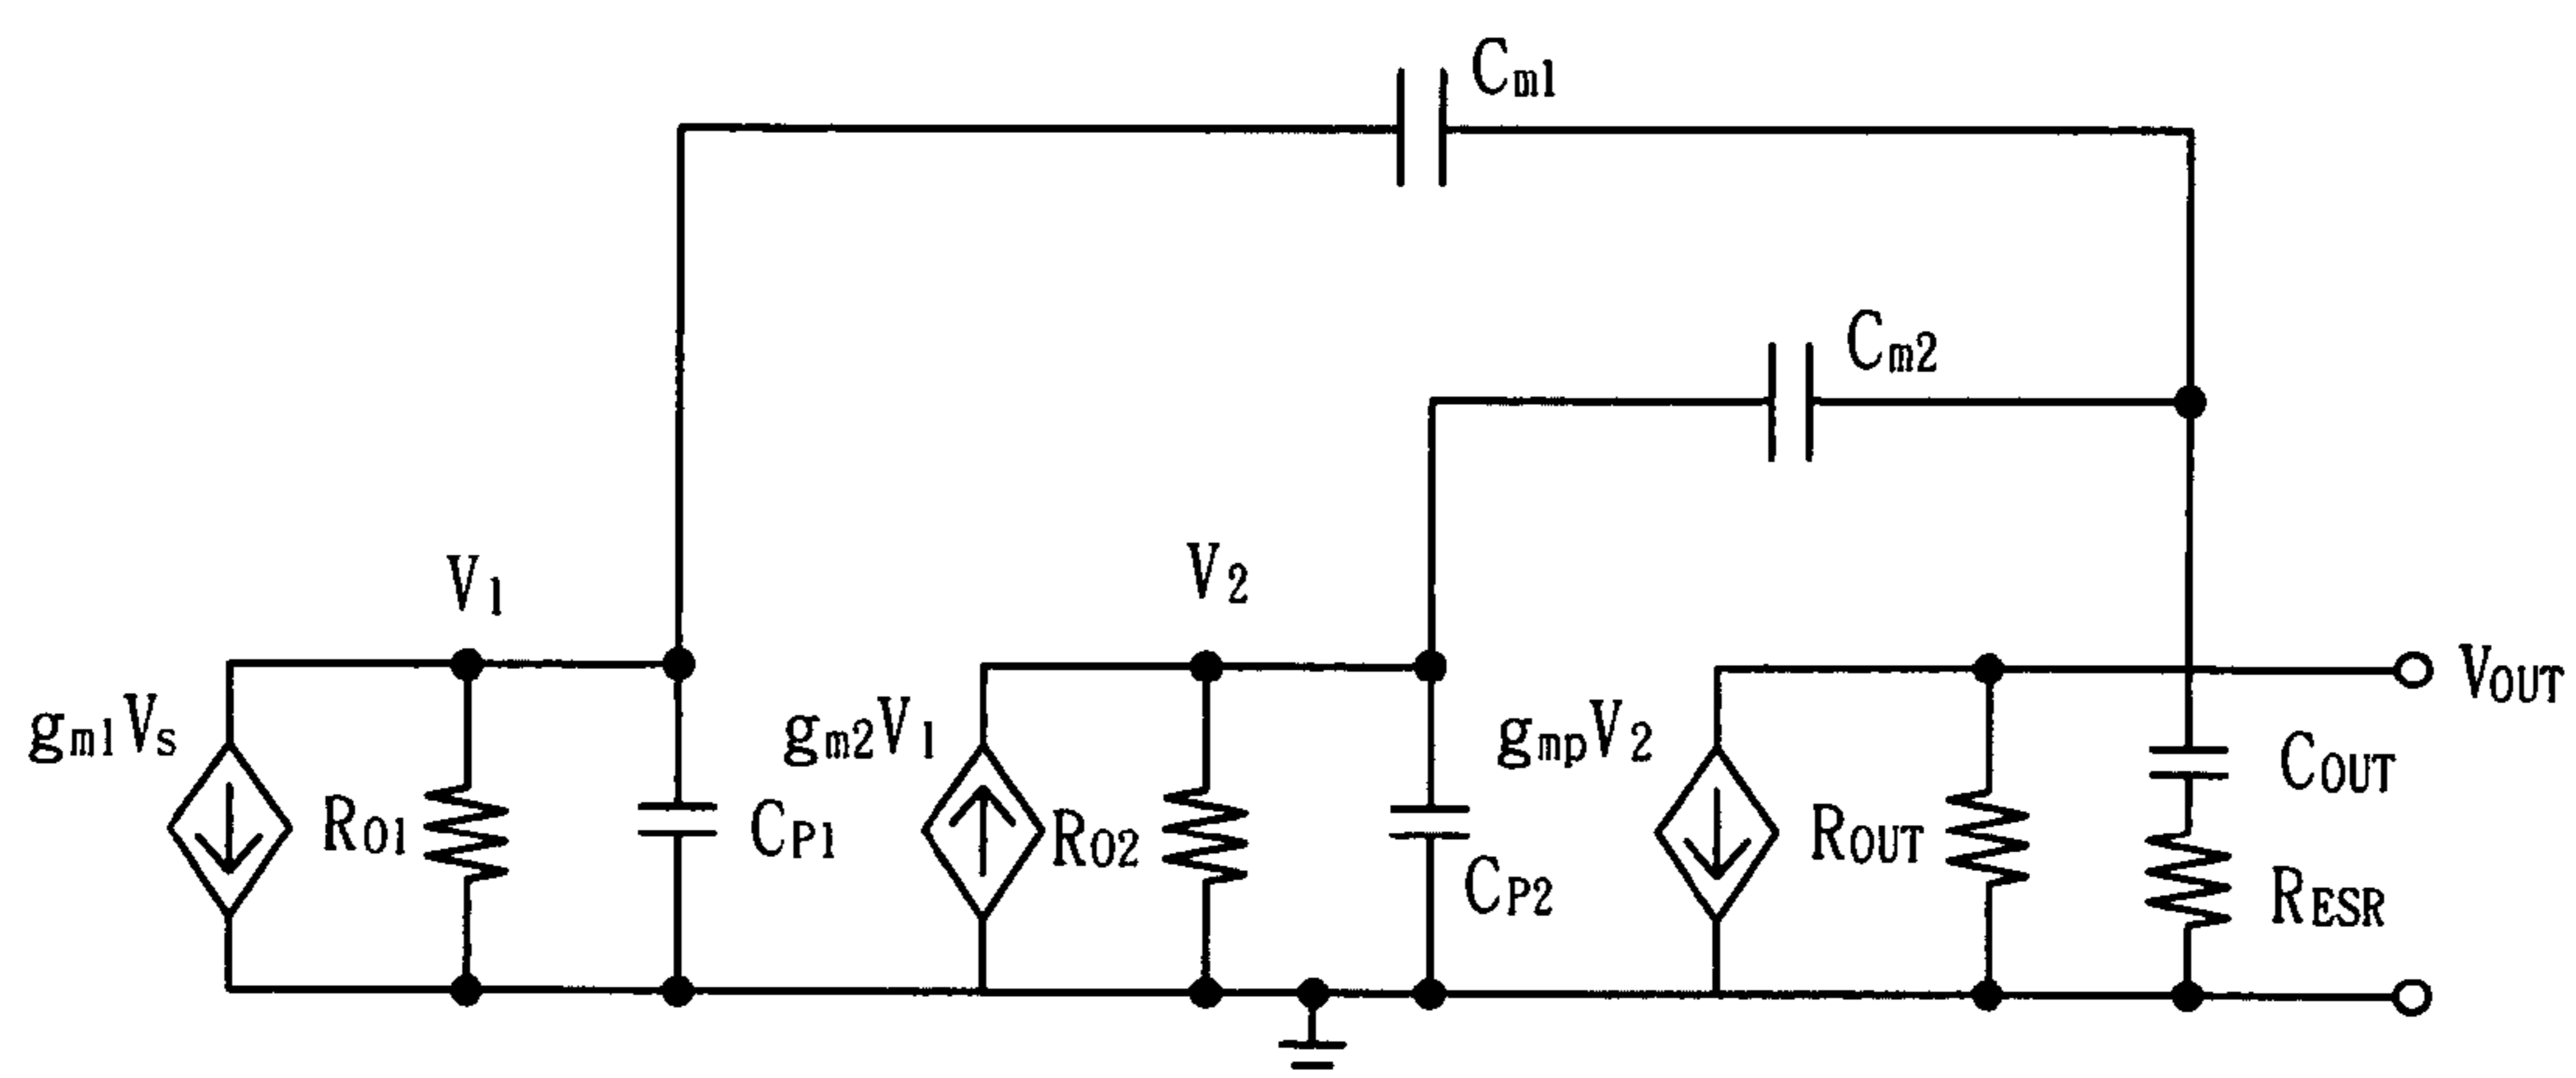 Cm1
Cm2
V1
V2
VOUT
gm1Vs
RO1
CP1
gm2V1
RO2
CP2
gmpV2
ROUT
COUT
RESR